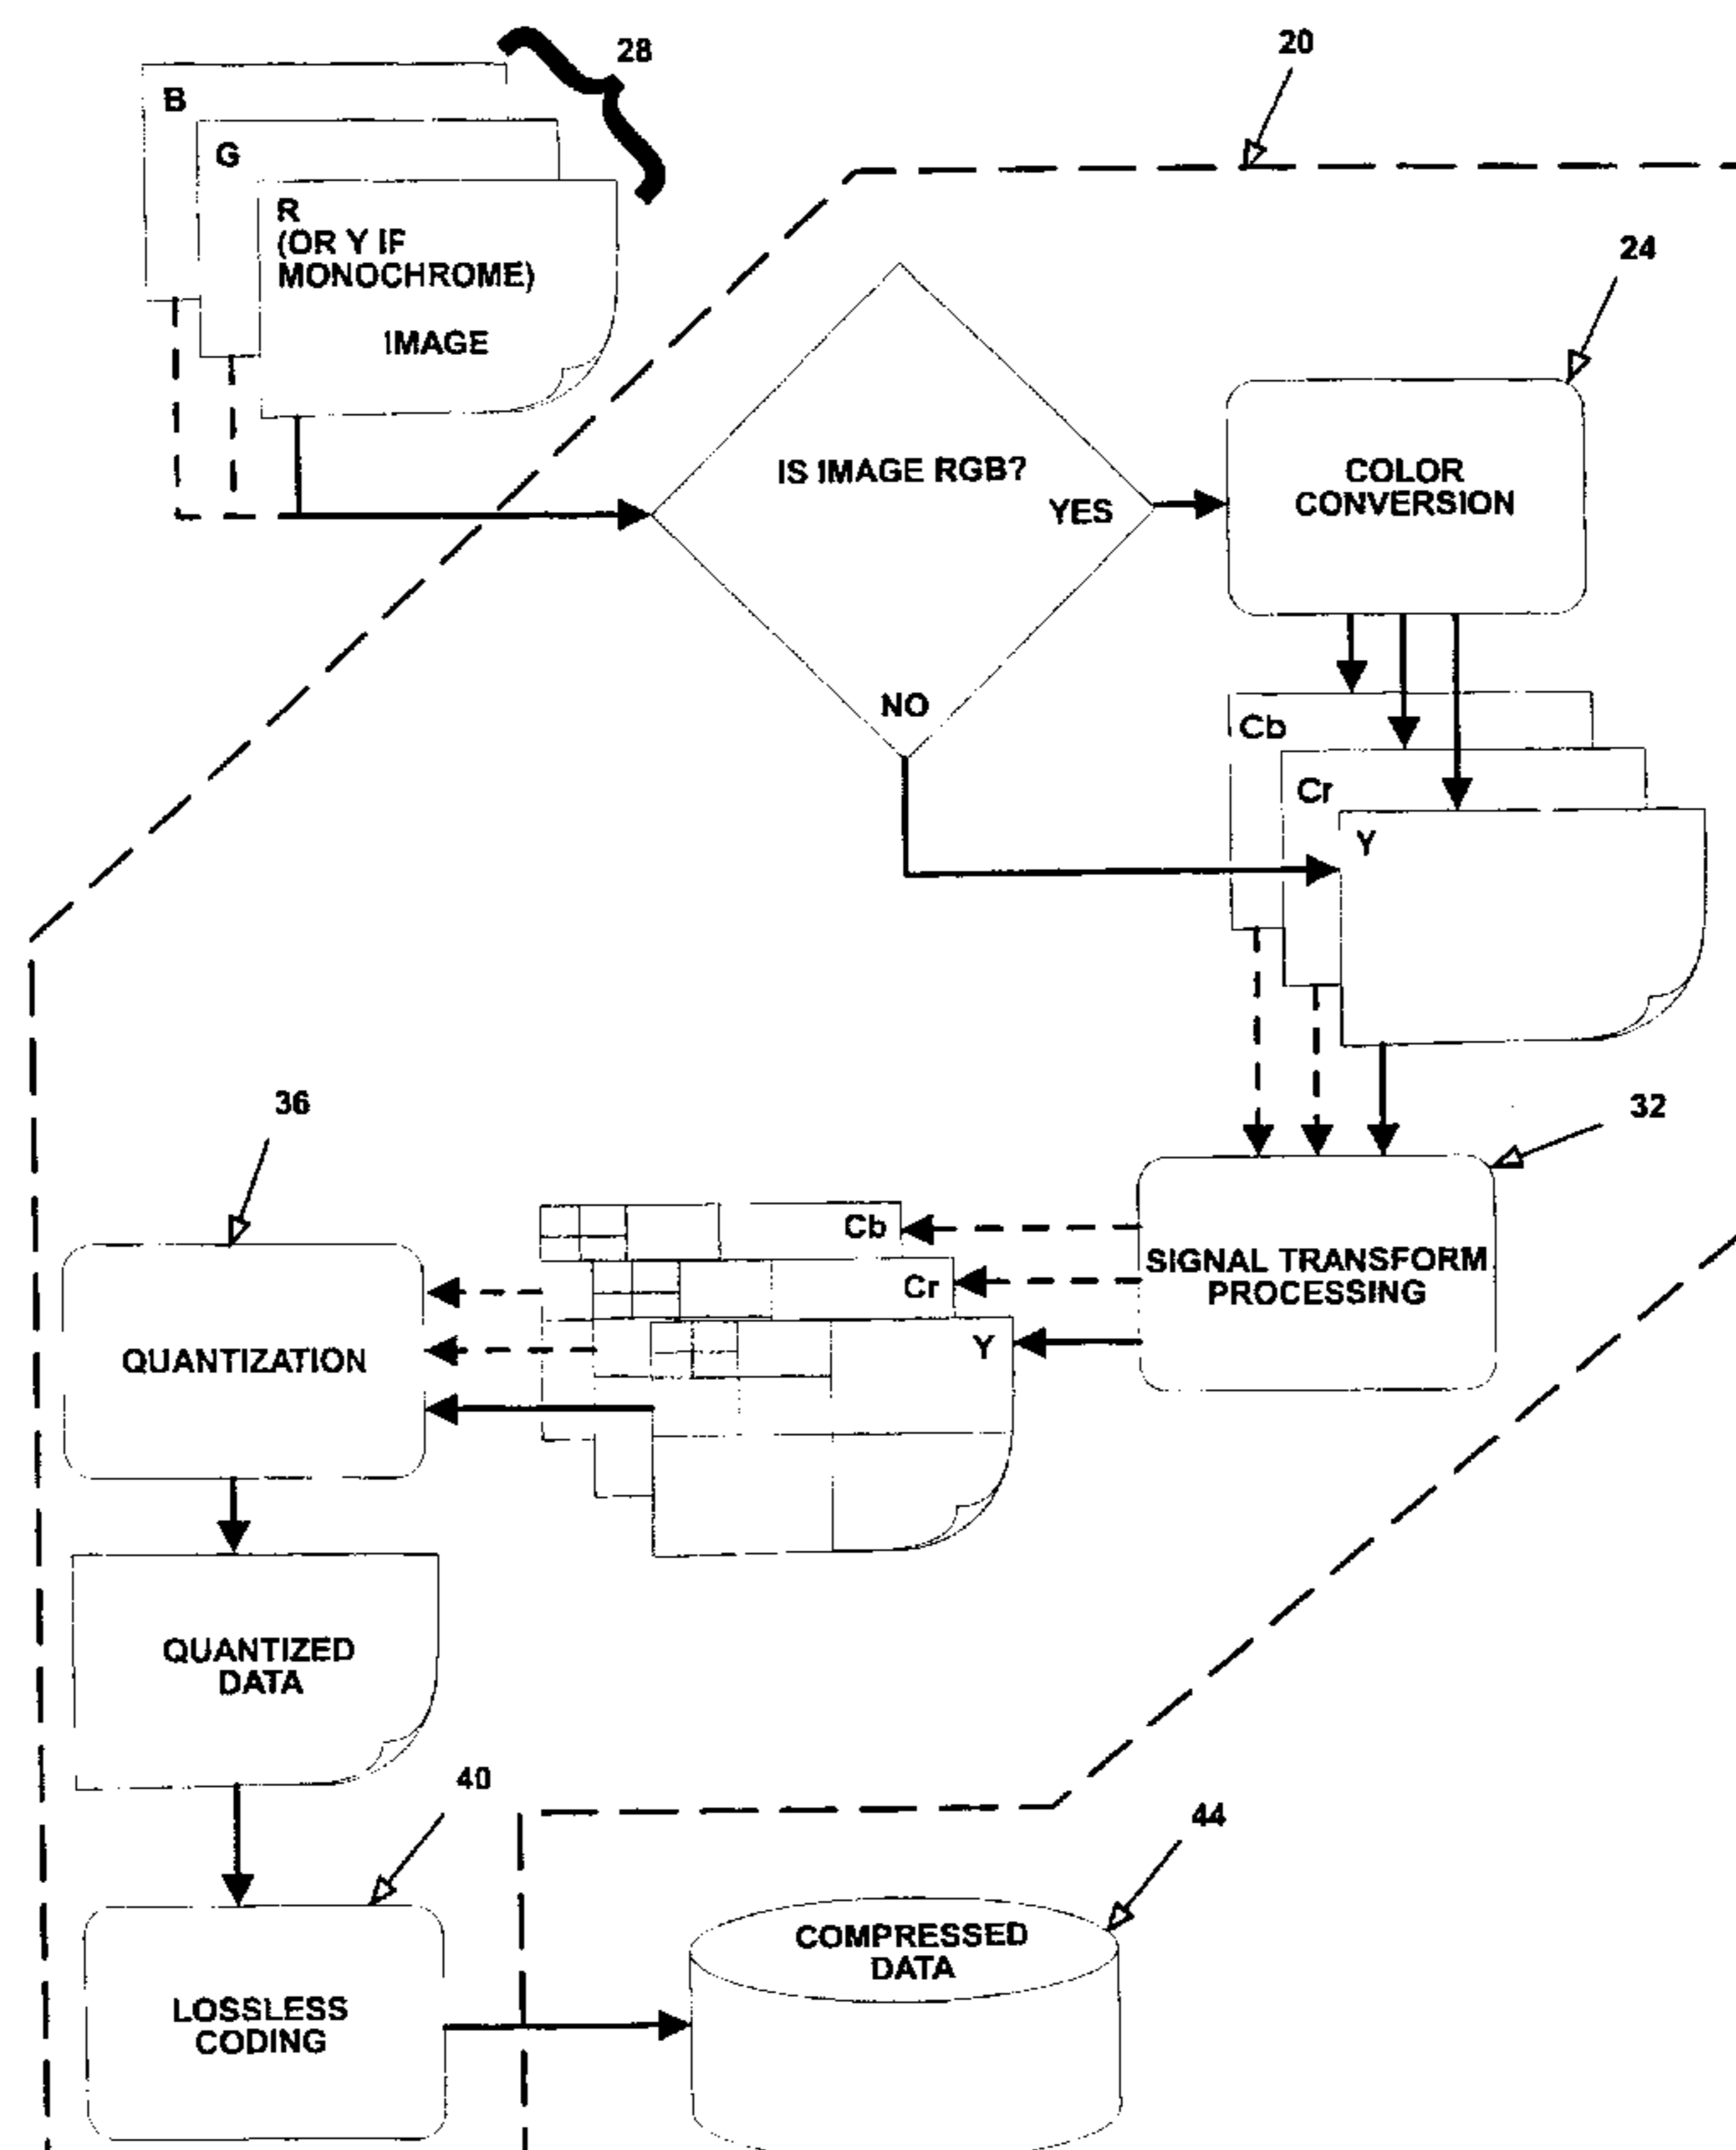 28
20
B
G
R
(OR Y IF
MONOCHROME)
IMAGE
24
IS IMAGE RGB?
YES
NO
COLOR
CONVERSION
Cb
Cr
Y
36
32
Cb
Cr
Y
SIGNAL TRANSFORM
PROCESSING
QUANTIZATION
QUANTIZED
DATA
40
44
COMPRESSED
DATA
LOSSLESS
CODING